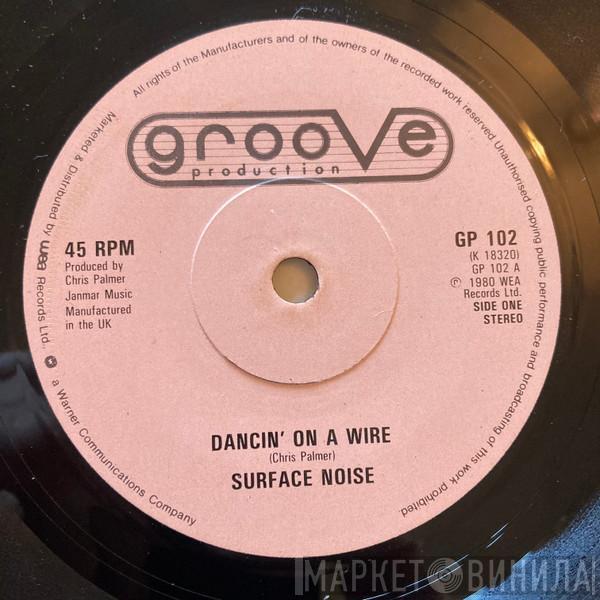 All rights of the Manufacturers and of the owners of the recorded work reserved Unauthorised copying public performance and broadcasting of this work prohibited
Marketed & Distributed by wea Records Ltd., a Warner Communications Company
groove
production
45 RPM
Produced by
Chris Palmer
Janmar Music
Manufactured
in the UK
GP 102
(K 18320)
GP 102 A
℗ 1980 WEA
Records Ltd.
SIDE ONE
STEREO
DANCIN' ON A WIRE
(Chris Palmer)
SURFACE NOISE
МАРКЕТ ВИНИЛА